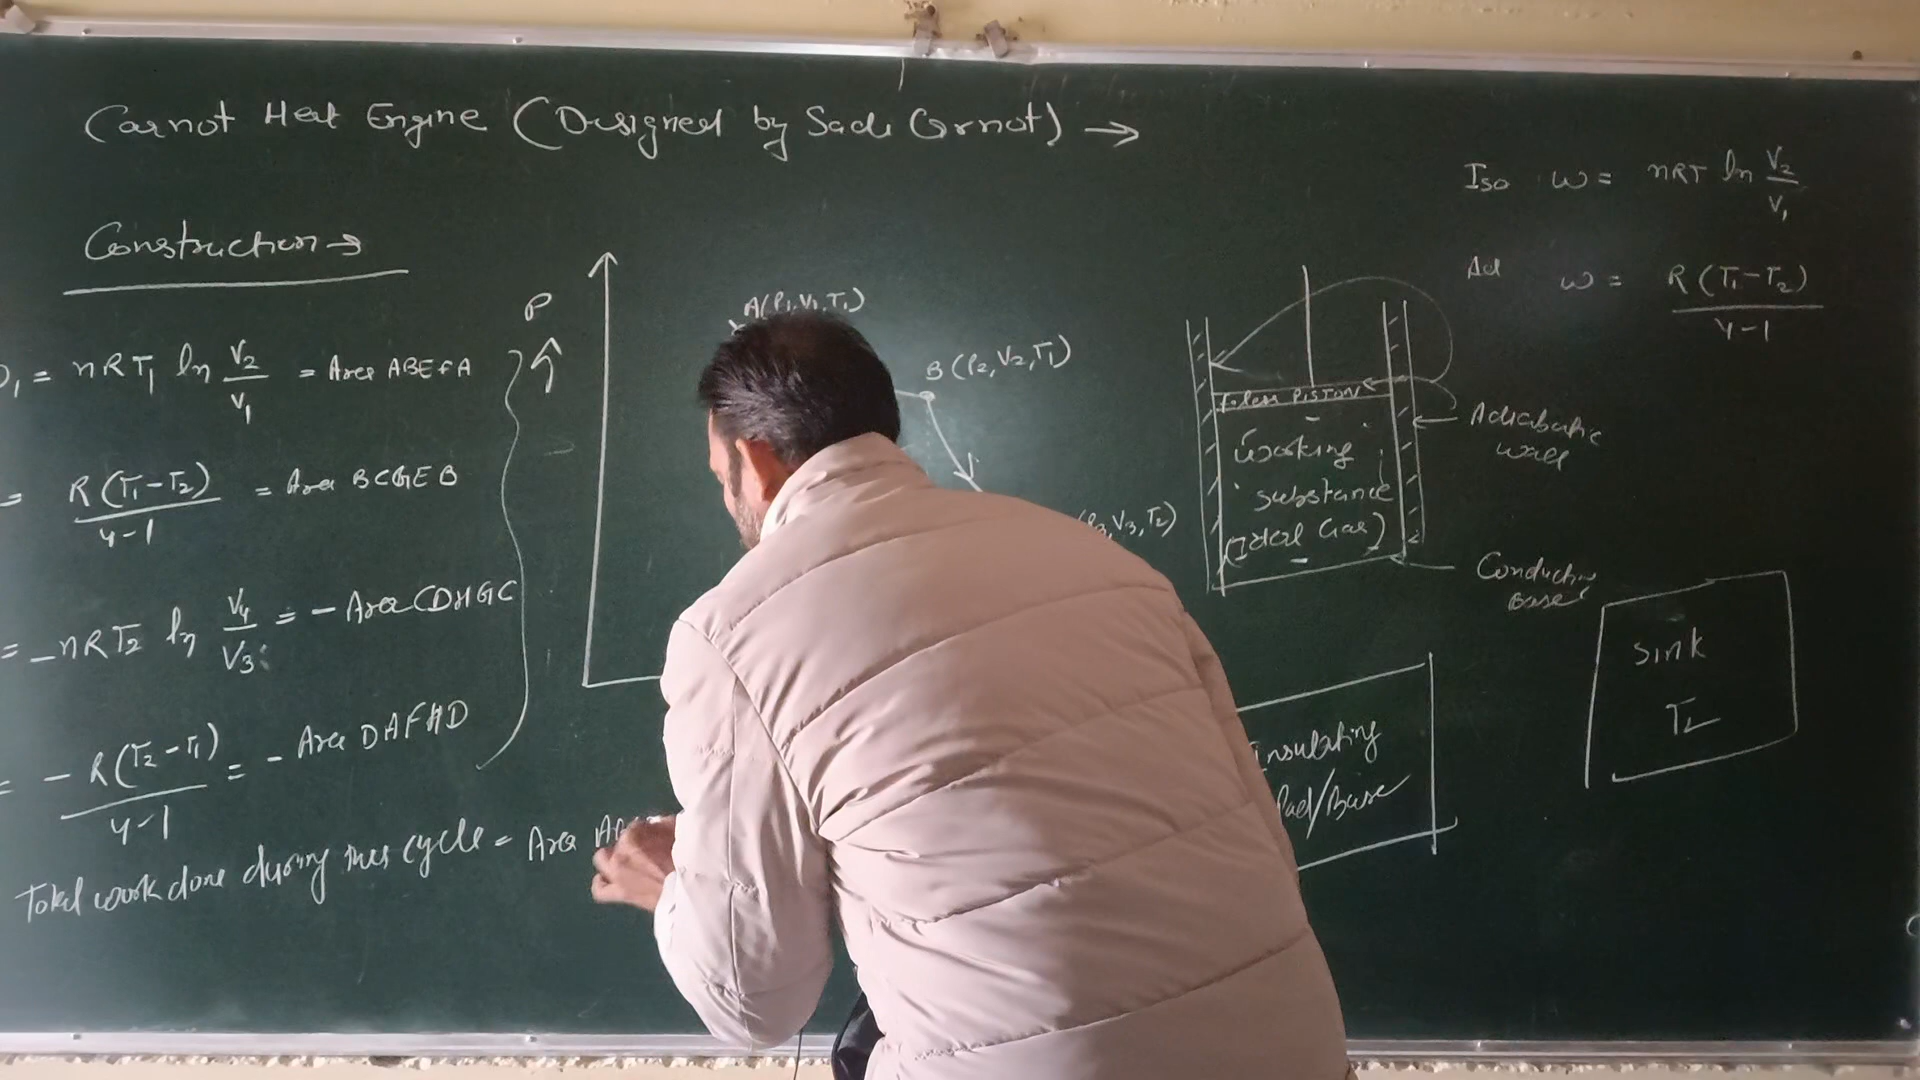 Carnot Heat Engine (Designed by Sadi Carnot) →
Construction →
= nRT₁ ln V₂/V₁ = Area ABEFA
= R(T₁-T₂)/γ-1 = Area BCGEB
= -nRT₂ ln V₄/V₃ = - Area CDHGC
= - R(T₂-T₁)/γ-1 = - Area DAFHD
Total work done during this cycle = Area
P
A(P₁,V₁,T₁)
B(P₂,V₂,T₁)
V₃,T₂)
Iso W = nRT ln V₂/V₁
Ad W = R(T₁-T₂)/γ-1
PISTON
working
substance
(Ideal Gas)
Adiabatic
wall
Conducting
Base
Insulating
Pad/Base
Sink
T₂